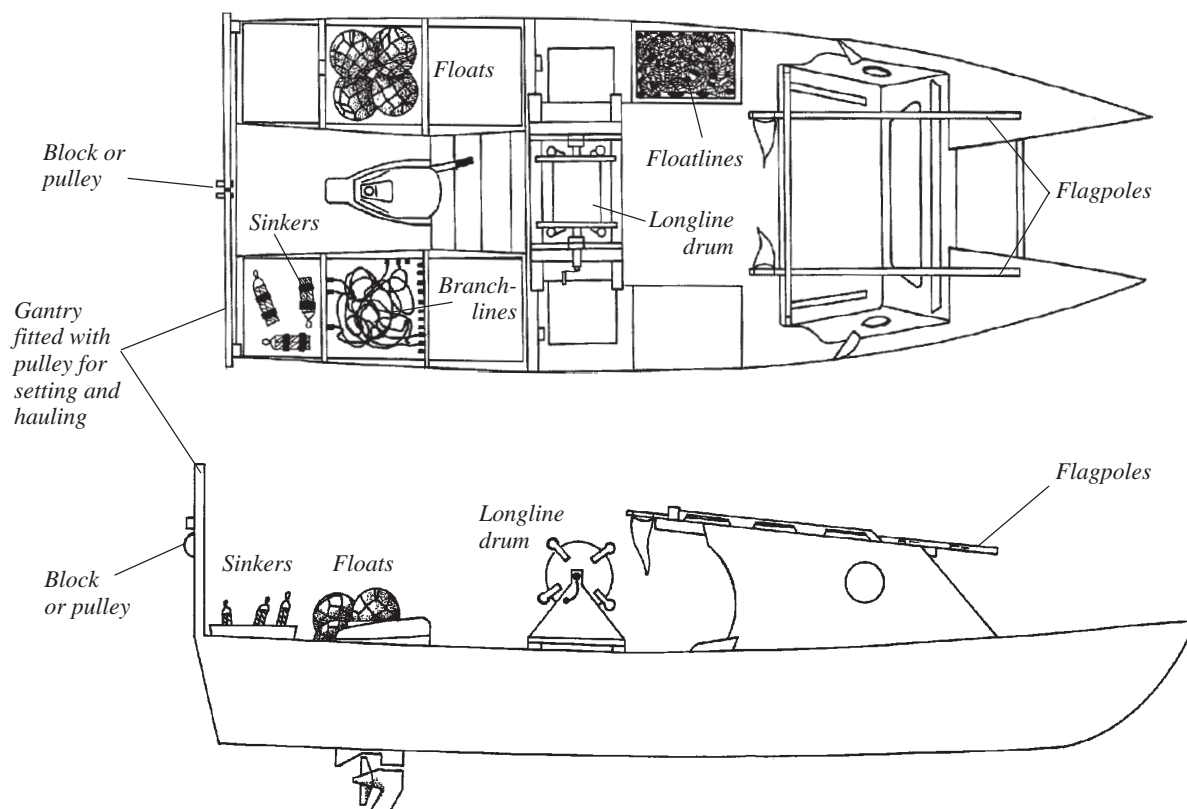 Floats
Block or
pulley
Floatlines
Flagpoles
Sinkers
Longline
drum
Branch-
lines
Gantry
fitted with
pulley for
setting and
hauling
Flagpoles
Longline
drum
Sinkers
Floats
Block
or pulley